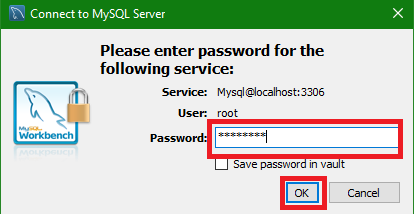 Connect to MySQL Server
Please enter password for the
following service:
Service: Mysql@localhost:3306
User: root
Password: ********
Save password in vault
MySQL
Workbench
OK Cancel